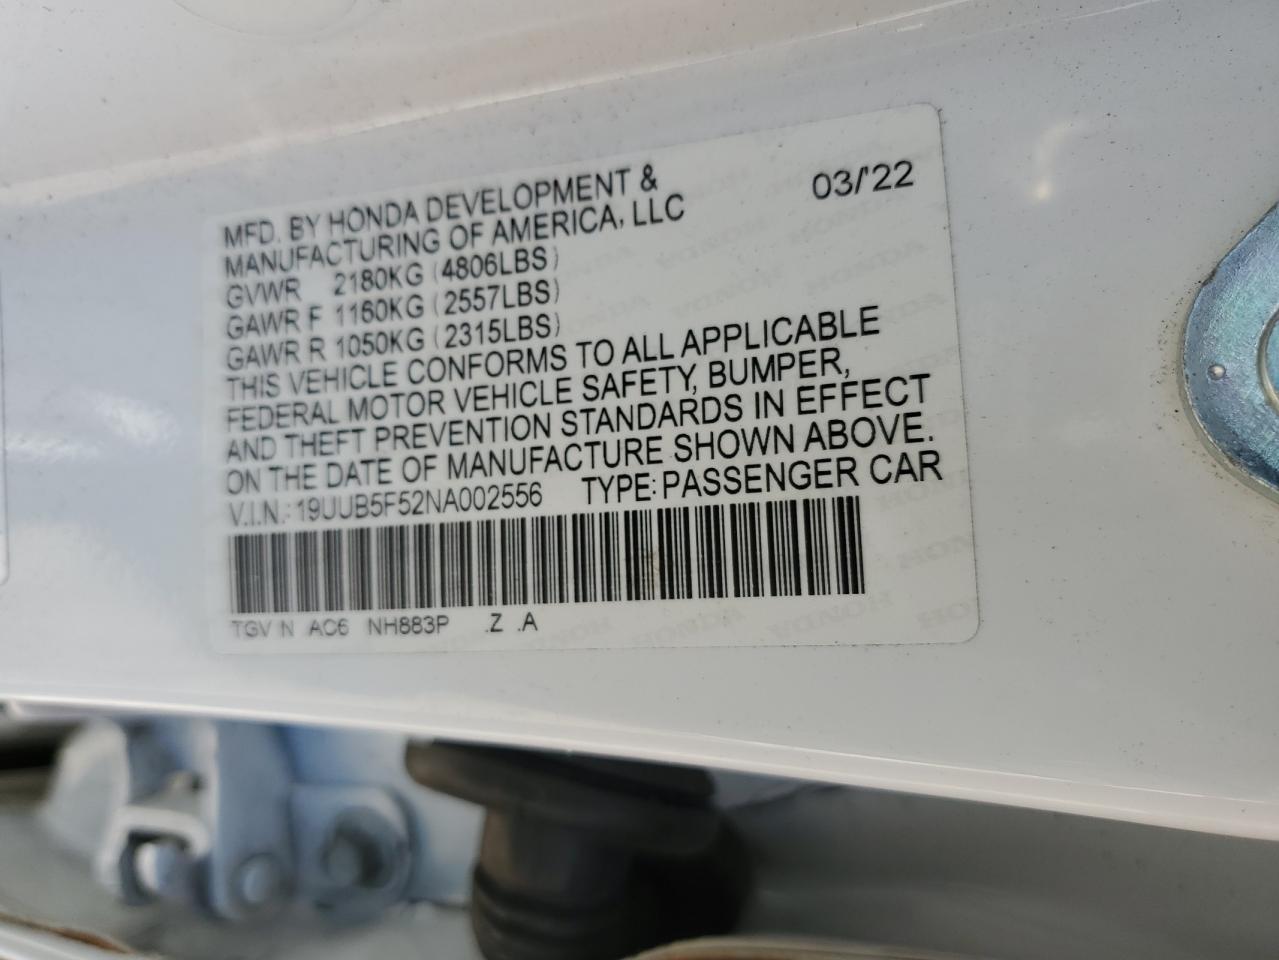 MFD. BY HONDA DEVELOPMENT & 03/'22
MANUFACTURING OF AMERICA, LLC
GVWR 2180KG (4806LBS)
GAWR F 1160KG (2557LBS)
GAWR R 1050KG (2315LBS)
THIS VEHICLE CONFORMS TO ALL APPLICABLE
FEDERAL MOTOR VEHICLE SAFETY, BUMPER,
AND THEFT PREVENTION STANDARDS IN EFFECT
ON THE DATE OF MANUFACTURE SHOWN ABOVE.
V.I.N.: 19UUB5F52NA002556 TYPE: PASSENGER CAR
TGV N AC6 NH883P .Z .A